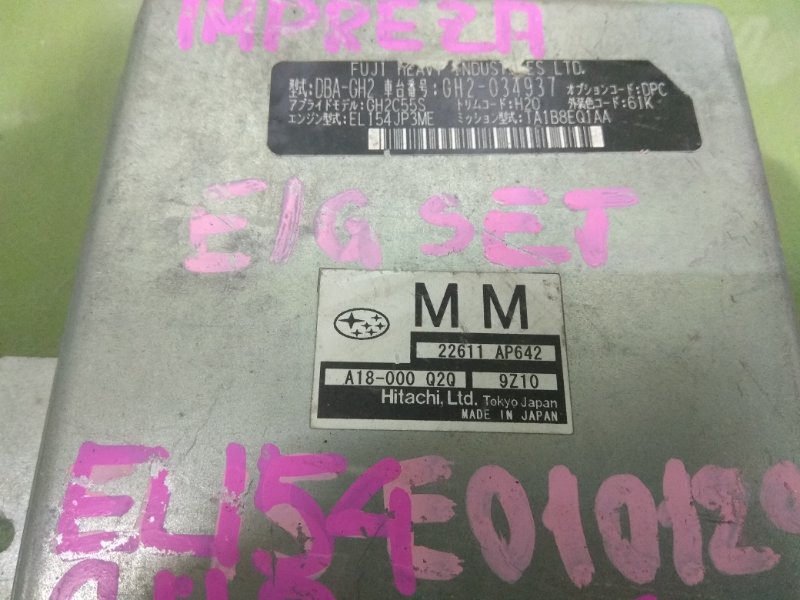 IMPREZA
FUJI HEAVY INDUSTRIES LTD.
型式:DBA-GH2 車台番号:GH2-034937 オプションコード:DPC
アプライドモデル:GH2C55S トリムコード:H20 外装色コード:61K
エンジン型式:EL154JP3ME ミッション型式:TA1B8EQ1AA
E/G SET
MM
22611 AP642
A18-000 Q2Q 9Z10
Hitachi, Ltd. Tokyo Japan
MADE IN JAPAN
EL154E010120